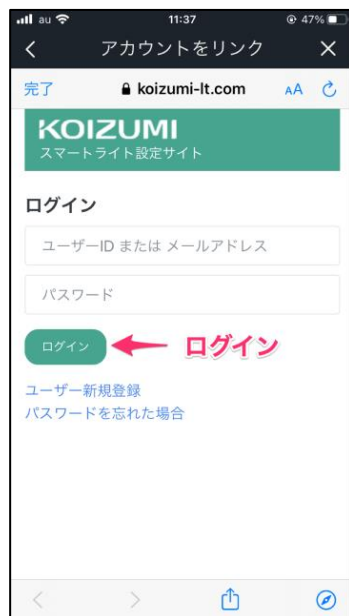 au 11:37 47%
アカウントをリンク
完了 koizumi-lt.com AA
KOIZUMI
スマートライト設定サイト
ログイン
ユーザーID または メールアドレス
パスワード
ログイン ログイン
ユーザー新規登録
パスワードを忘れた場合